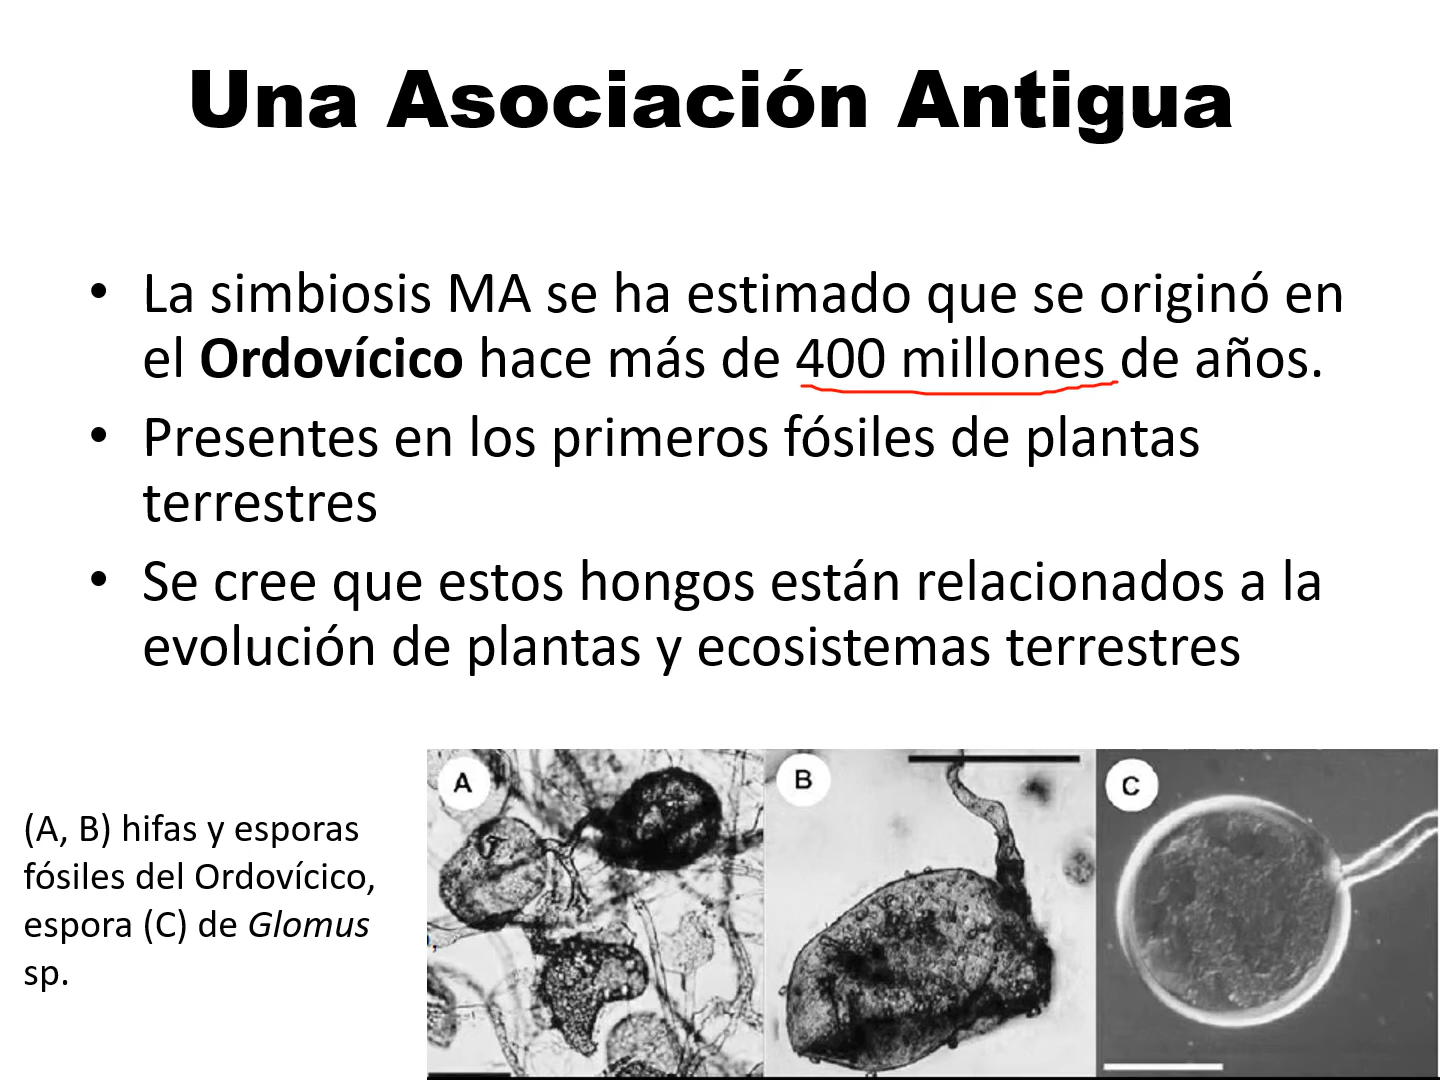 Una Asociación Antigua
• La simbiosis MA se ha estimado que se originó en
el Ordovícico hace más de 400 millones de años.
• Presentes en los primeros fósiles de plantas
terrestres
• Se cree que estos hongos están relacionados a la
evolución de plantas y ecosistemas terrestres
(A, B) hifas y esporas
fósiles del Ordovícico,
espora (C) de Glomus
sp.
A
B
C